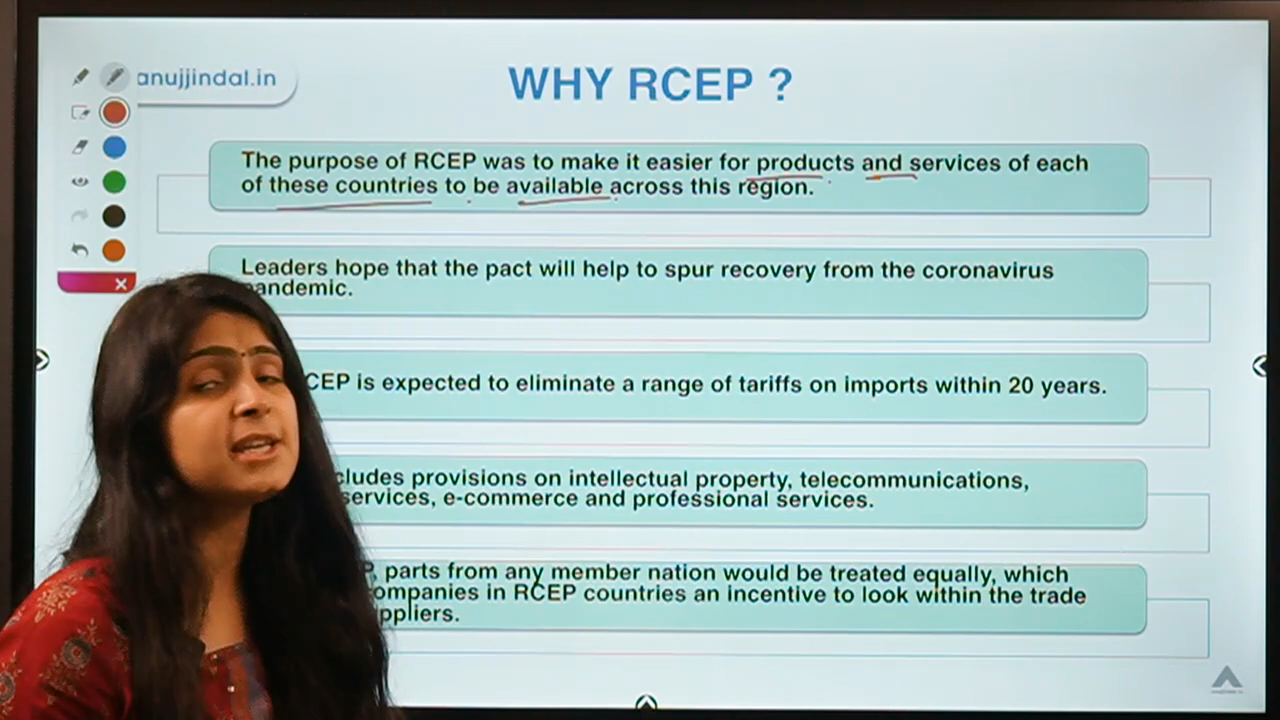 anujjindal.in
WHY RCEP ?
The purpose of RCEP was to make it easier for products and services of each
of these countries to be available across this region.
Leaders hope that the pact will help to spur recovery from the coronavirus
pandemic.
CEP is expected to eliminate a range of tariffs on imports within 20 years.
cludes provisions on intellectual property, telecommunications,
services, e-commerce and professional services.
P, parts from any member nation would be treated equally, which
ompanies in RCEP countries an incentive to look within the trade
ppliers.